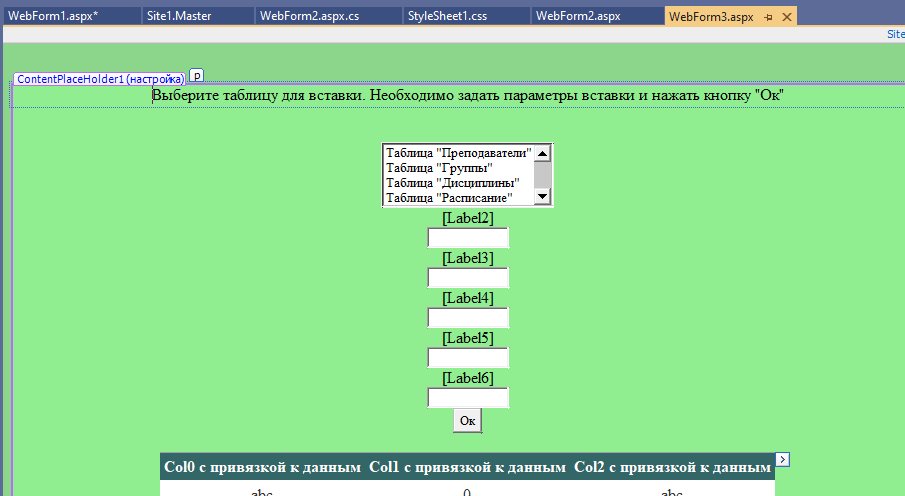 WebForm1.aspx* Site1.Master WebForm2.aspx.cs StyleSheet1.css WebForm2.aspx WebForm3.aspx
Site
ContentPlaceHolder1 (настройка) p
Выберите таблицу для вставки. Необходимо задать параметры вставки и нажать кнопку "Ок"
Таблица "Преподаватели"
Таблица "Группы"
Таблица "Дисциплины"
Таблица "Расписание"
[Label2]
[Label3]
[Label4]
[Label5]
[Label6]
Ок
Col0 с привязкой к данным Col1 с привязкой к данным Col2 с привязкой к данным
abc 0 abc